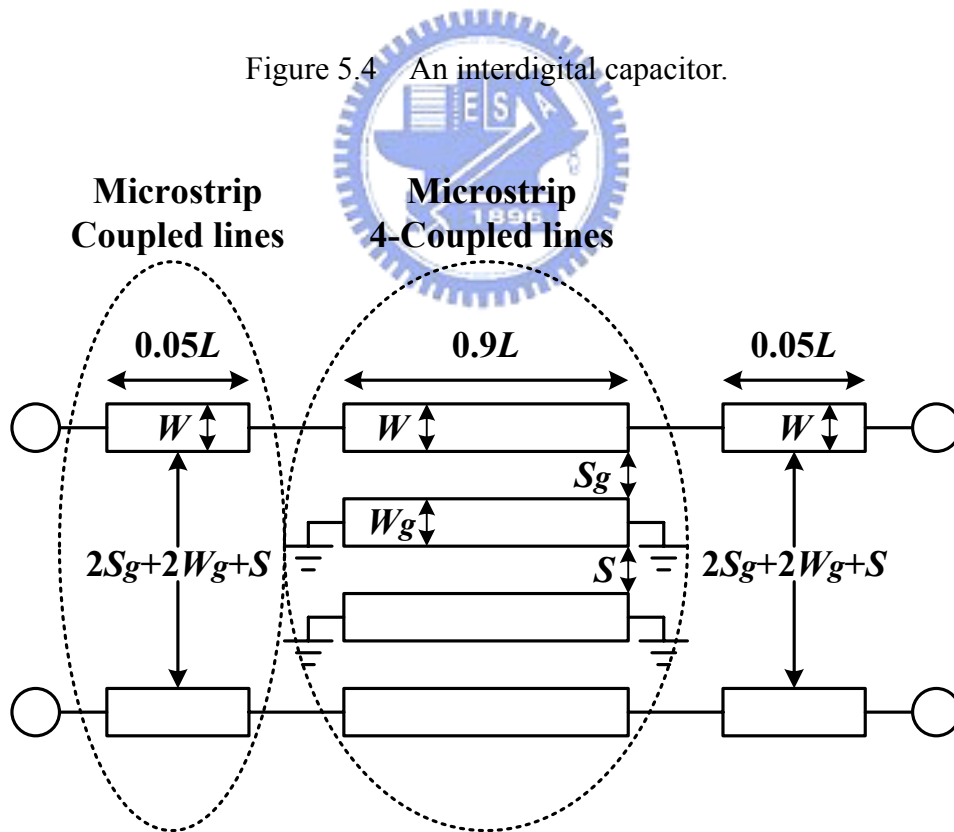 Figure 5.4 An interdigital capacitor.
E S A
1896
Microstrip
Coupled lines
Microstrip
4-Coupled lines
0.05L
0.9L
0.05L
W
W
W
Sg
Wg
S
2Sg+2Wg+S
2Sg+2Wg+S